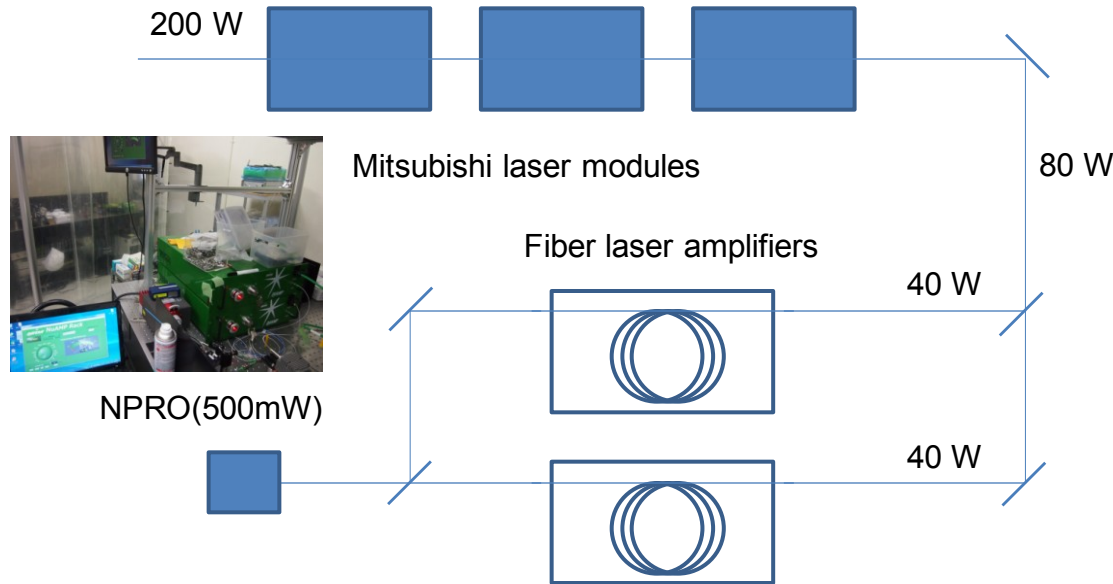 200 W
Mitsubishi laser modules
80 W
Fiber laser amplifiers
40 W
NPRO(500mW)
40 W